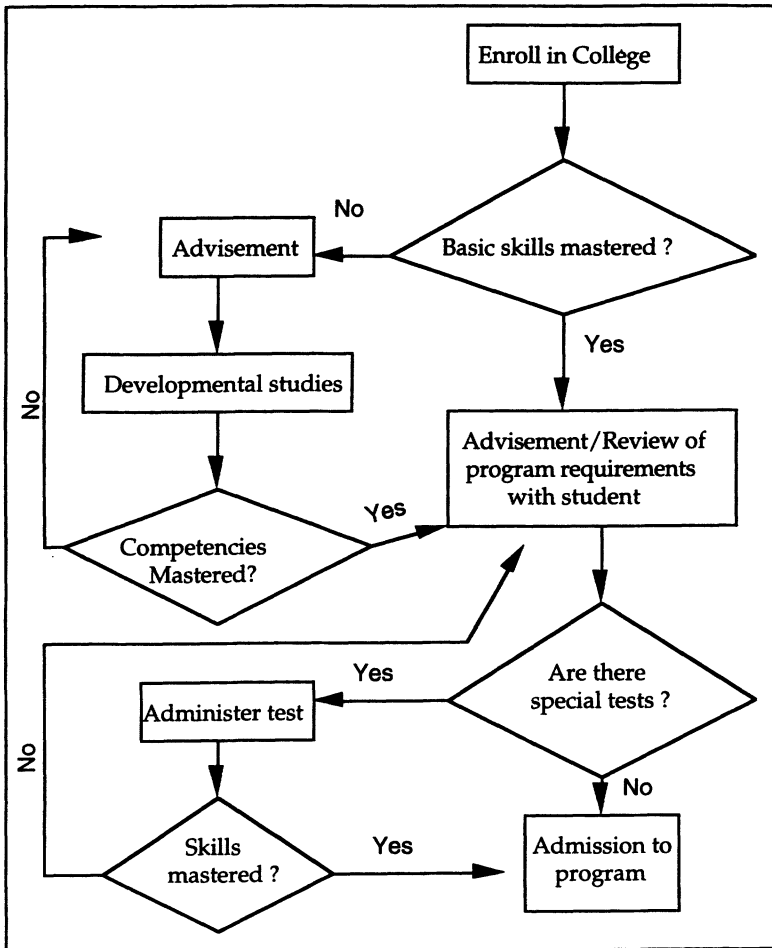 Enroll in College
No
Advisement
Basic skills mastered ?
Yes
Developmental studies
No
Advisement/Review of
program requirements
with student
Yes
Competencies
Mastered?
Are there
special tests ?
Yes
Administer test
No
No
Skills
mastered ?
Yes
Admission to
program